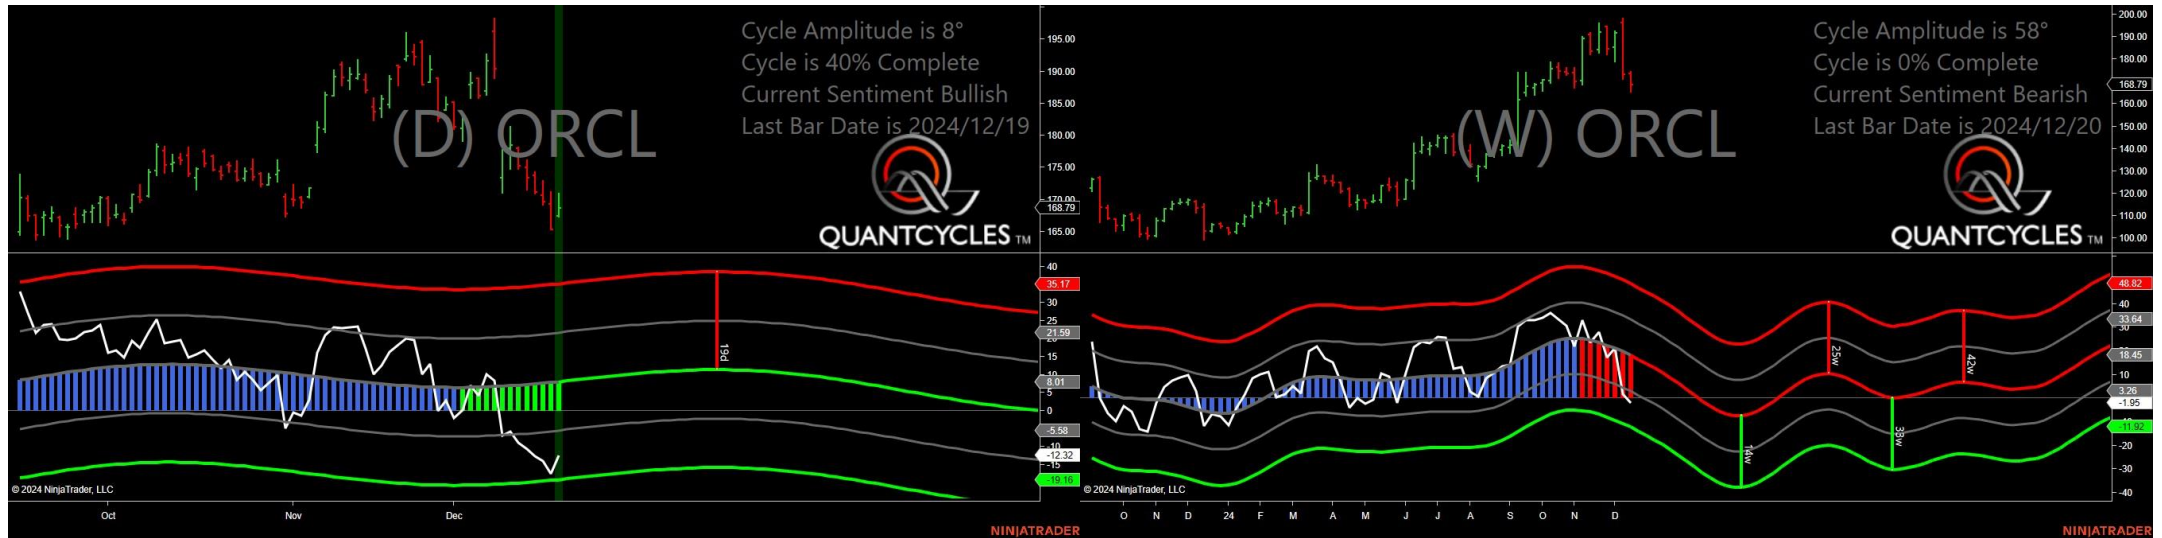 Cycle Amplitude is 8°
Cycle is 40% Complete
Current Sentiment Bullish
Last Bar Date is 2024/12/19
(D) ORCL
QUANTCYCLES TM
195.00
190.00
185.00
180.00
175.00
170.00
168.79
165.00
40
35.17
30
25
21.59
15
10
8.01
5
0
-5.58
-10
-12.32
-15
-19.16
19d
© 2024 NinjaTrader, LLC
Oct Nov Dec
NINJATRADER
Cycle Amplitude is 58°
Cycle is 0% Complete
Current Sentiment Bearish
Last Bar Date is 2024/12/20
(W) ORCL
QUANTCYCLES TM
200.00
190.00
180.00
168.79
160.00
150.00
140.00
130.00
120.00
110.00
100.00
48.82
40
33.64
30
18.45
10
3.26
-1.95
-11.92
-20
-30
-40
25w
42w
14w
© 2024 NinjaTrader, LLC
O N D 24 F M A M J J A S O N D
NINJATRADER